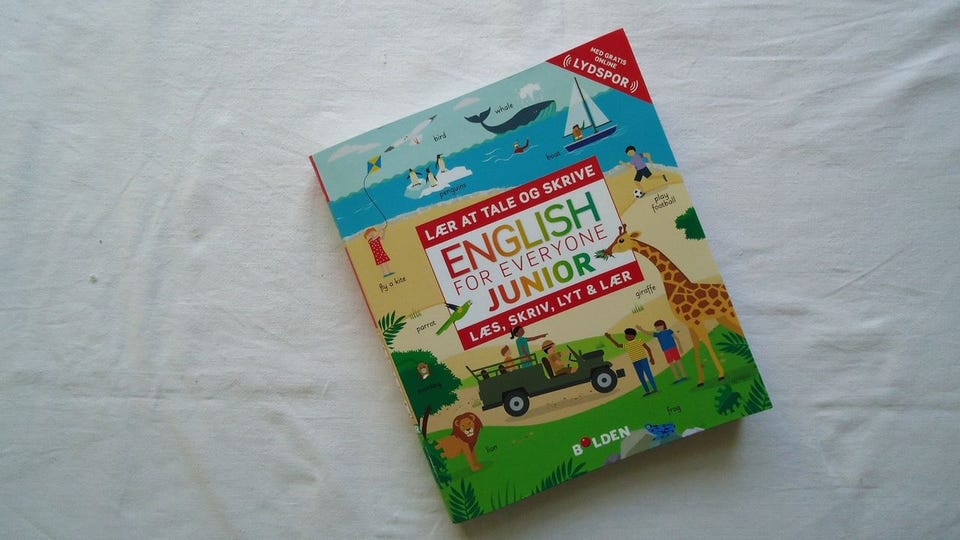 MED GRATIS
ONLINE
LYDSPOR
whale
bird
boat
penguins
play
football
LÆR AT TALE OG SKRIVE
ENGLISH
FOR EVERYONE
JUNIOR
LÆS, SKRIV, LYT & LÆR
fly a kite
giraffe
parrot
monkey
frog
lion
BOLDEN